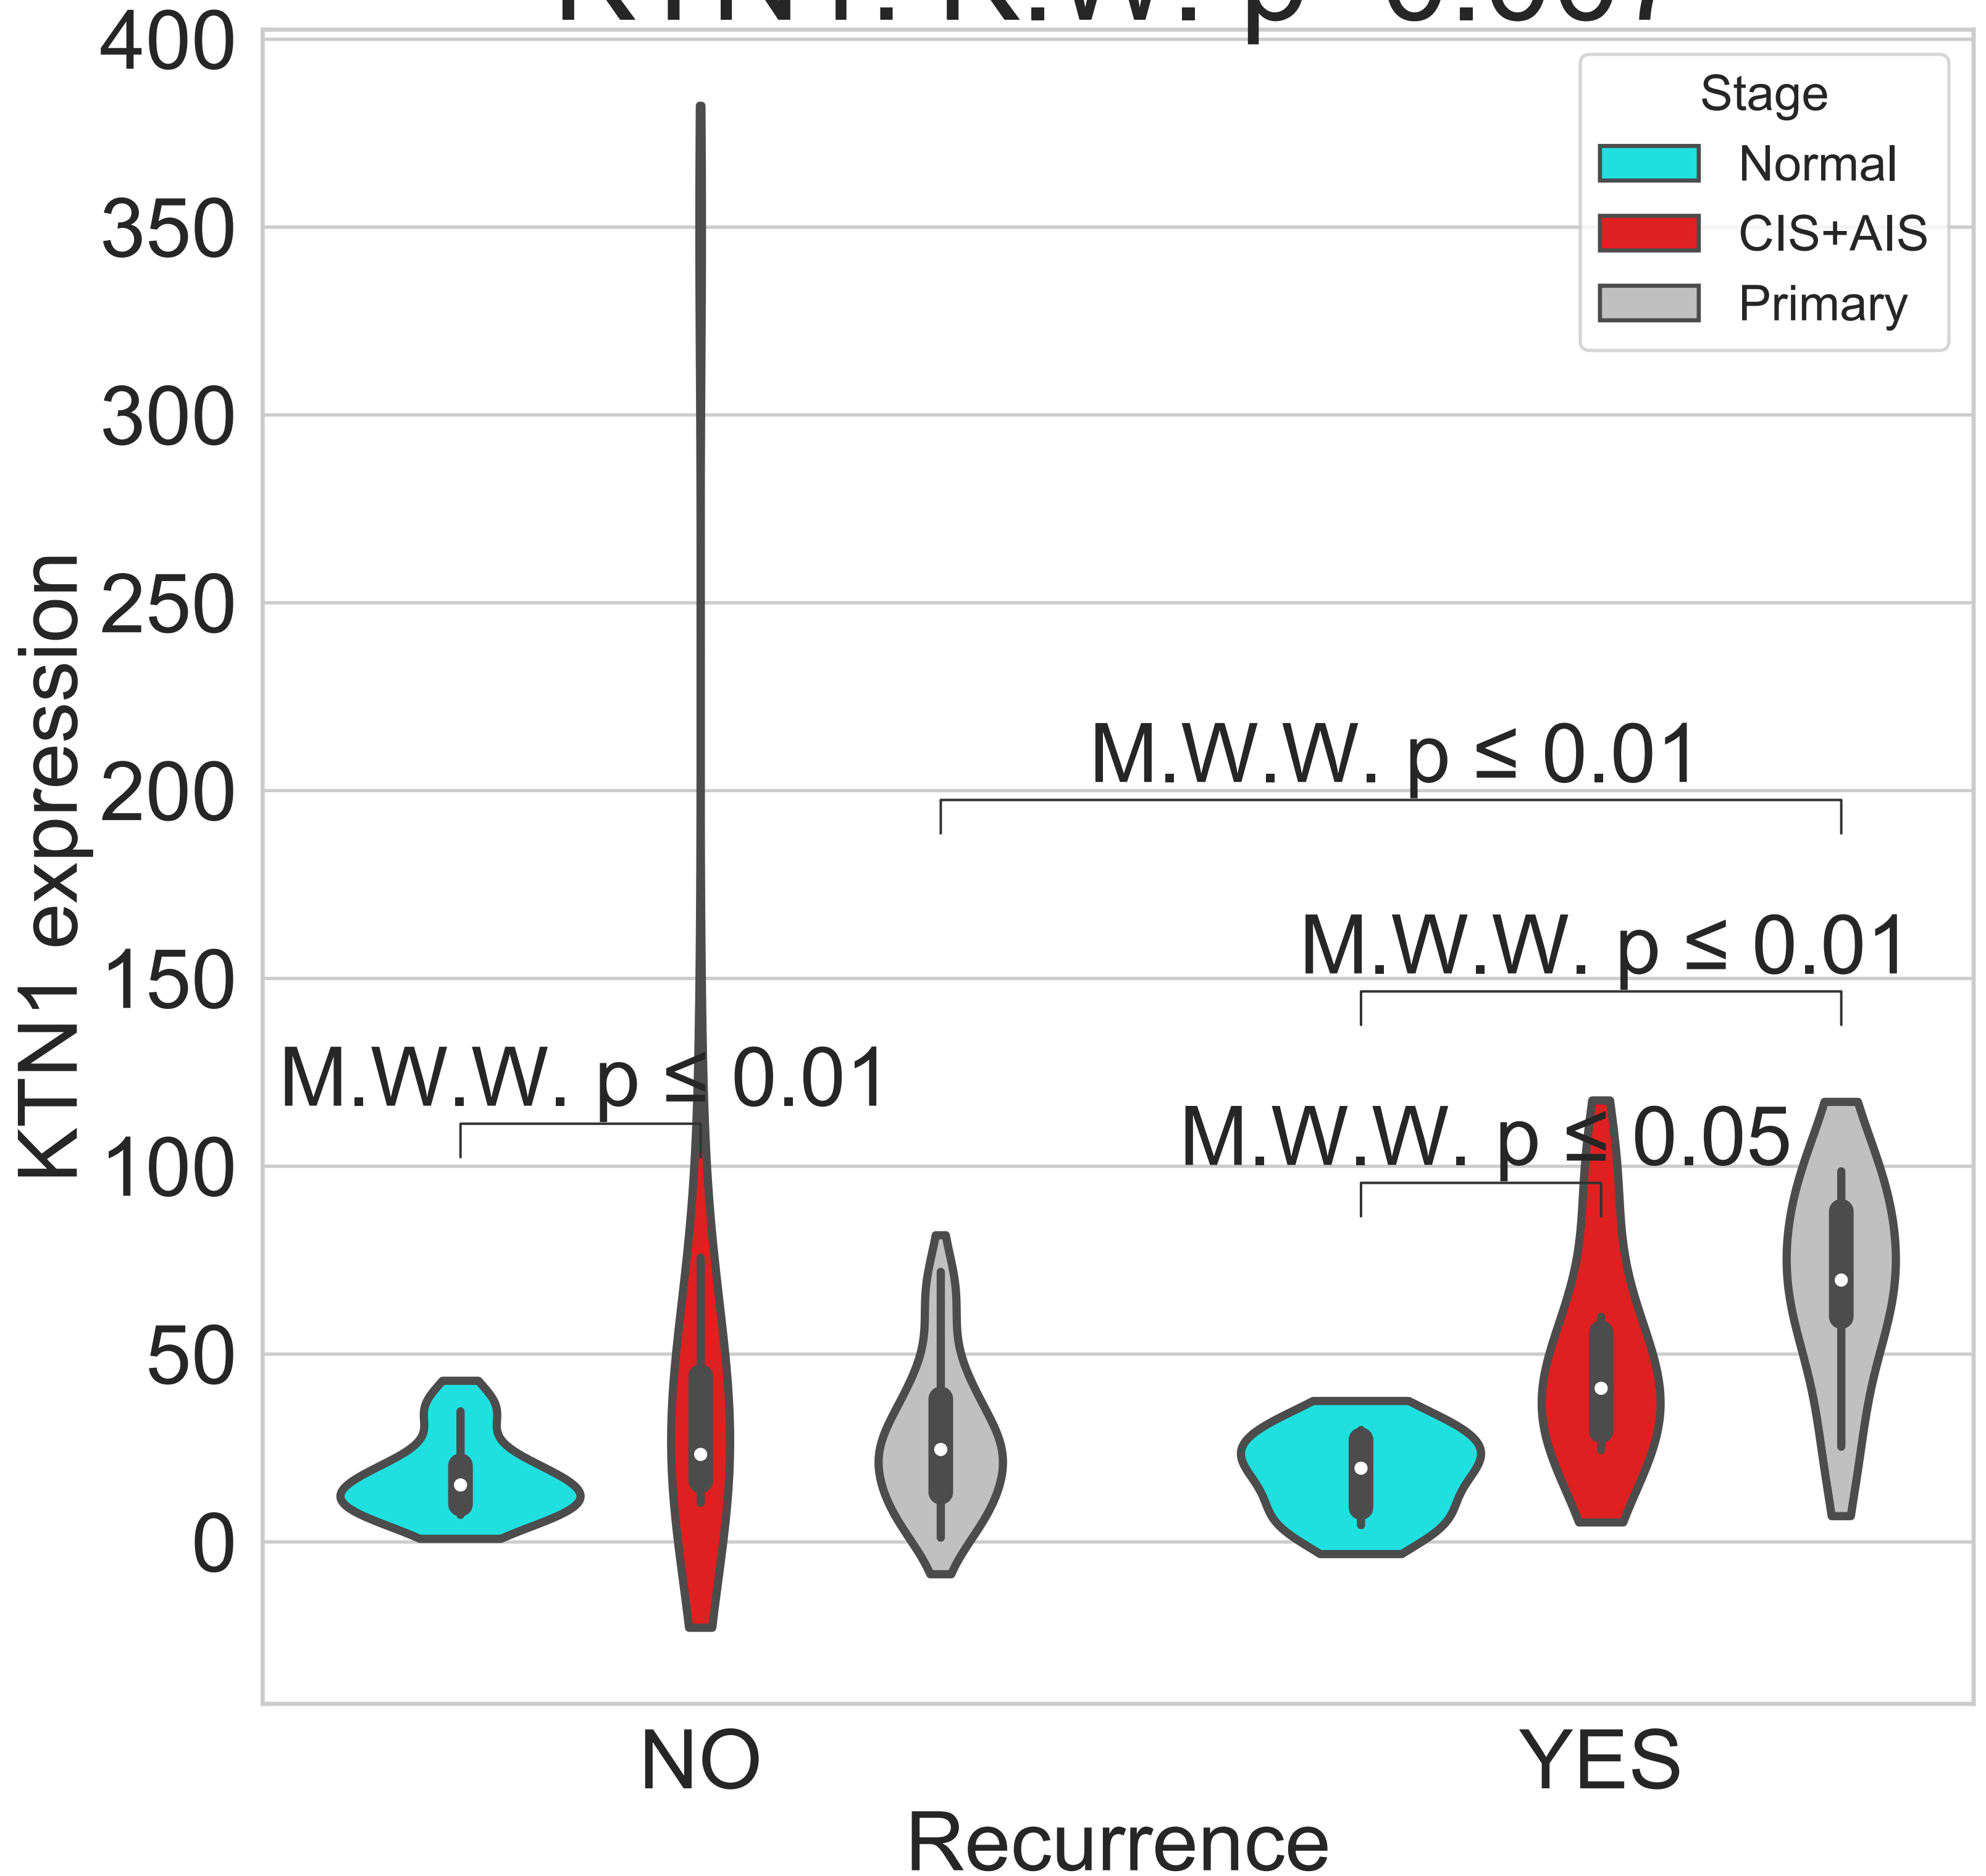 400
350
300
250
200
150
100
50
0
KTN1 expression
Stage
Normal
CIS+AIS
Primary
M.W.W. p ≤ 0.01
M.W.W. p ≤ 0.01
M.W.W. p ≤ 0.01
M.W.W. p ≤ 0.05
NO
YES
Recurrence